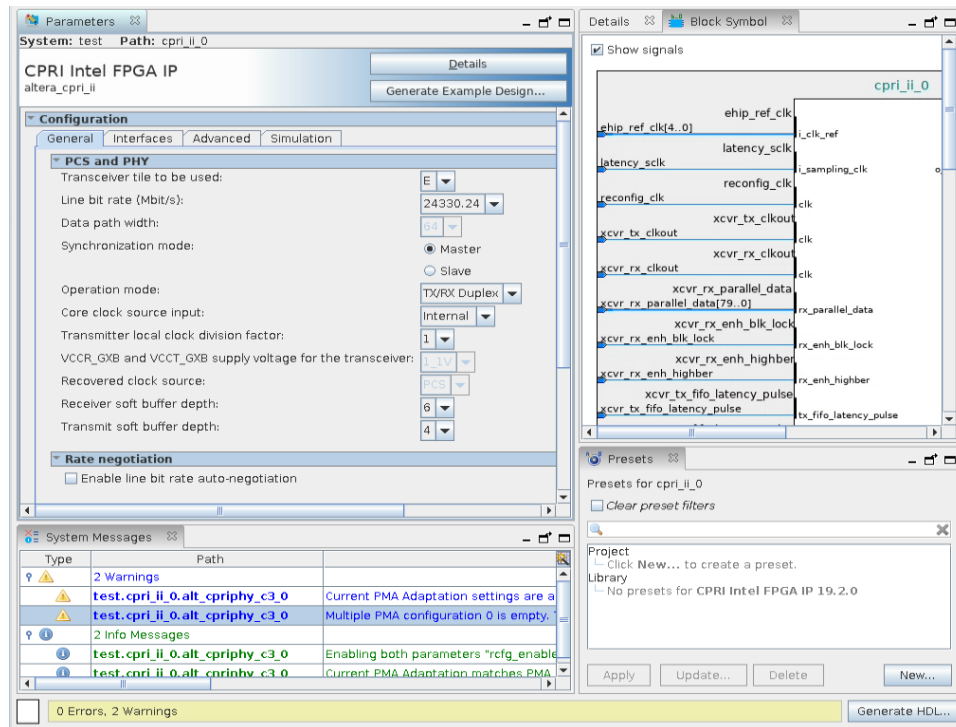 Parameters
System: test Path: cpri_ii_0
CPRI Intel FPGA IP
altera_cpri_ii
Details
Generate Example Design...
Configuration
General Interfaces Advanced Simulation
PCS and PHY
Transceiver tile to be used: E
Line bit rate (Mbit/s): 24330.24
Data path width: 64
Synchronization mode: Master
Slave
Operation mode: TX/RX Duplex
Core clock source input: Internal
Transmitter local clock division factor: 1
VCCR_GXB and VCCT_GXB supply voltage for the transceiver: 1_1V
Recovered clock source: PCS
Receiver soft buffer depth: 6
Transmit soft buffer depth: 4
Rate negotiation
Enable line bit rate auto-negotiation
System Messages
Type Path
2 Warnings
test.cpri_ii_0.alt_cpriphy_c3_0 Current PMA Adaptation settings are a
test.cpri_ii_0.alt_cpriphy_c3_0 Multiple PMA configuration 0 is empty.
2 Info Messages
test.cpri_ii_0.alt_cpriphy_c3_0 Enabling both parameters "rcfg_enable
test.cpri_ii_0.alt_cpriphy_c3_0 Current PMA Adaptation matches PMA
0 Errors, 2 Warnings
Details Block Symbol
Show signals
cpri_ii_0
ehip_ref_clk
ehip_ref_clk[4..0] i_clk_ref
latency_sclk
latency_sclk i_sampling_clk
reconfig_clk
reconfig_clk clk
xcvr_tx_clkout
xcvr_tx_clkout clk
xcvr_rx_clkout
xcvr_rx_clkout clk
xcvr_rx_parallel_data
xcvr_rx_parallel_data[79..0] rx_parallel_data
xcvr_rx_enh_blk_lock
xcvr_rx_enh_blk_lock rx_enh_blk_lock
xcvr_rx_enh_highber
xcvr_rx_enh_highber rx_enh_highber
xcvr_tx_fifo_latency_pulse
xcvr_tx_fifo_latency_pulse tx_fifo_latency_pulse
Presets
Presets for cpri_ii_0
Clear preset filters
Project
Click New... to create a preset.
Library
No presets for CPRI Intel FPGA IP 19.2.0
Apply Update... Delete New...
Generate HDL...